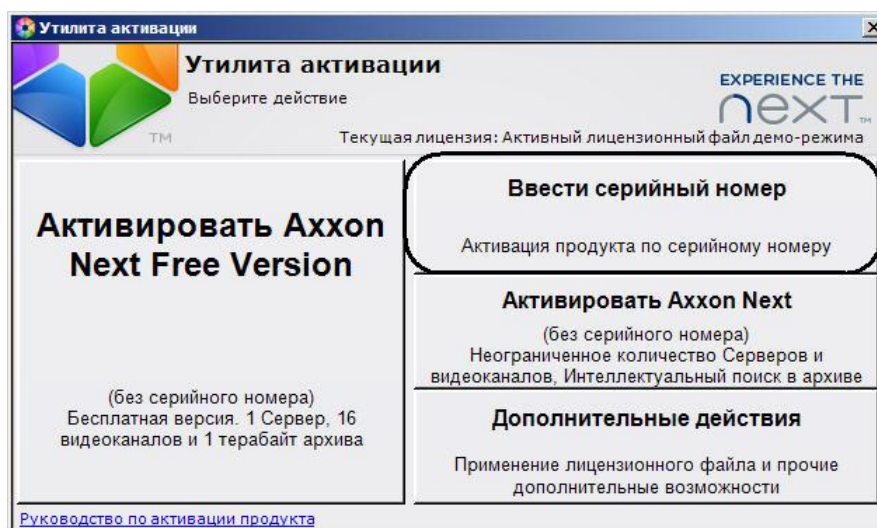 Утилита активации
Утилита активации
Выберите действие
EXPERIENCE THE
next TM
TM
Текущая лицензия: Активный лицензионный файл демо-режима
Активировать Axxon
Next Free Version
(без серийного номера)
Бесплатная версия. 1 Сервер, 16
видеоканалов и 1 терабайт архива
Ввести серийный номер
Активация продукта по серийному номеру
Активировать Axxon Next
(без серийного номера)
Неограниченное количество Серверов и
видеоканалов, Интеллектуальный поиск в архиве
Дополнительные действия
Применение лицензионного файла и прочие
дополнительные возможности
Руководство по активации продукта